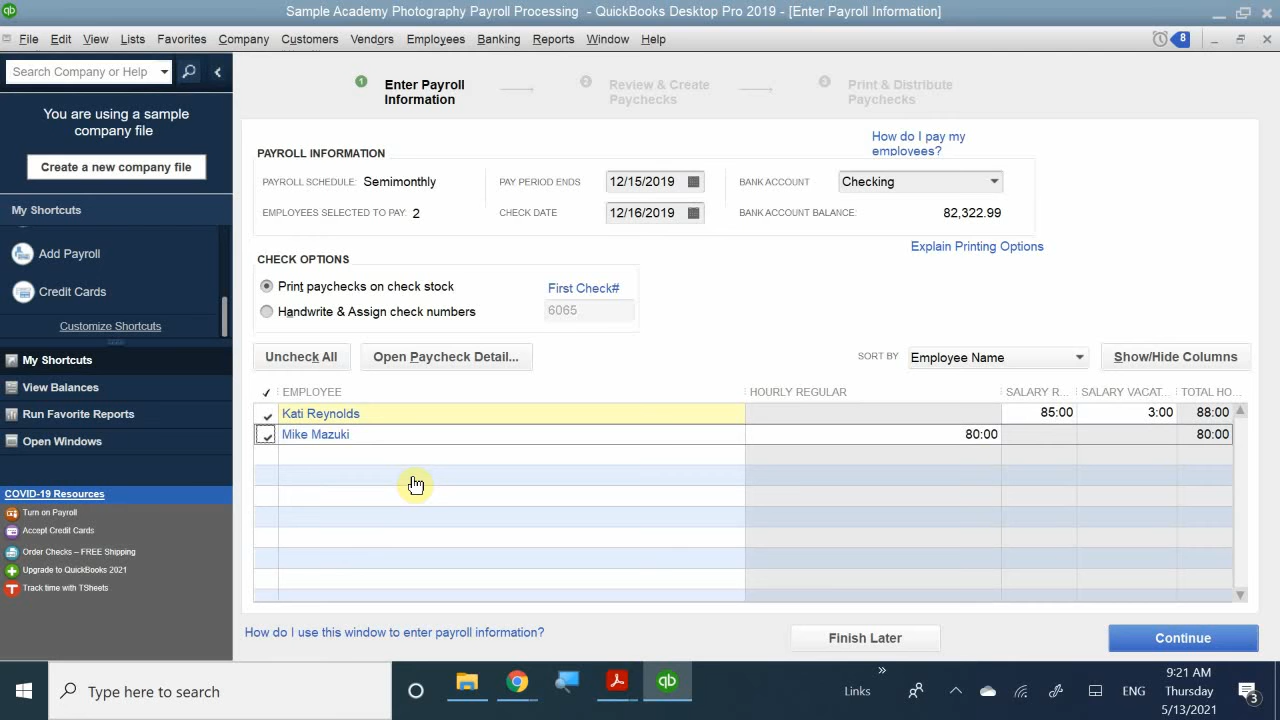 Sample Academy Photography Payroll Processing - QuickBooks Desktop Pro 2019 - [Enter Payroll Information]
File Edit View Lists Favorites Company Customers Vendors Employees Banking Reports Window Help
8
Search Company or Help
You are using a sample
company file
Create a new company file
My Shortcuts
Add Payroll
Credit Cards
Customize Shortcuts
My Shortcuts
View Balances
Run Favorite Reports
Open Windows
COVID-19 Resources
Turn on Payroll
Accept Credit Cards
Order Checks – FREE Shipping
Upgrade to QuickBooks 2021
Track time with TSheets
1 Enter Payroll
Information
2 Review & Create
Paychecks
3 Print & Distribute
Paychecks
How do I pay my
employees?
PAYROLL INFORMATION
PAYROLL SCHEDULE: Semimonthly
PAY PERIOD ENDS 12/15/2019
BANK ACCOUNT Checking
EMPLOYEES SELECTED TO PAY: 2
CHECK DATE 12/16/2019
BANK ACCOUNT BALANCE: 82,322.99
Explain Printing Options
CHECK OPTIONS
Print paychecks on check stock
First Check#
Handwrite & Assign check numbers
6065
Uncheck All
Open Paycheck Detail...
SORT BY Employee Name
Show/Hide Columns
EMPLOYEE HOURLY REGULAR SALARY R... SALARY VACAT... TOTAL HO...
Kati Reynolds 85:00 3:00 88:00
Mike Mazuki 80:00 80:00
How do I use this window to enter payroll information?
Finish Later
Continue
Type here to search
qb
Links
ENG
9:21 AM
Thursday
5/13/2021
3